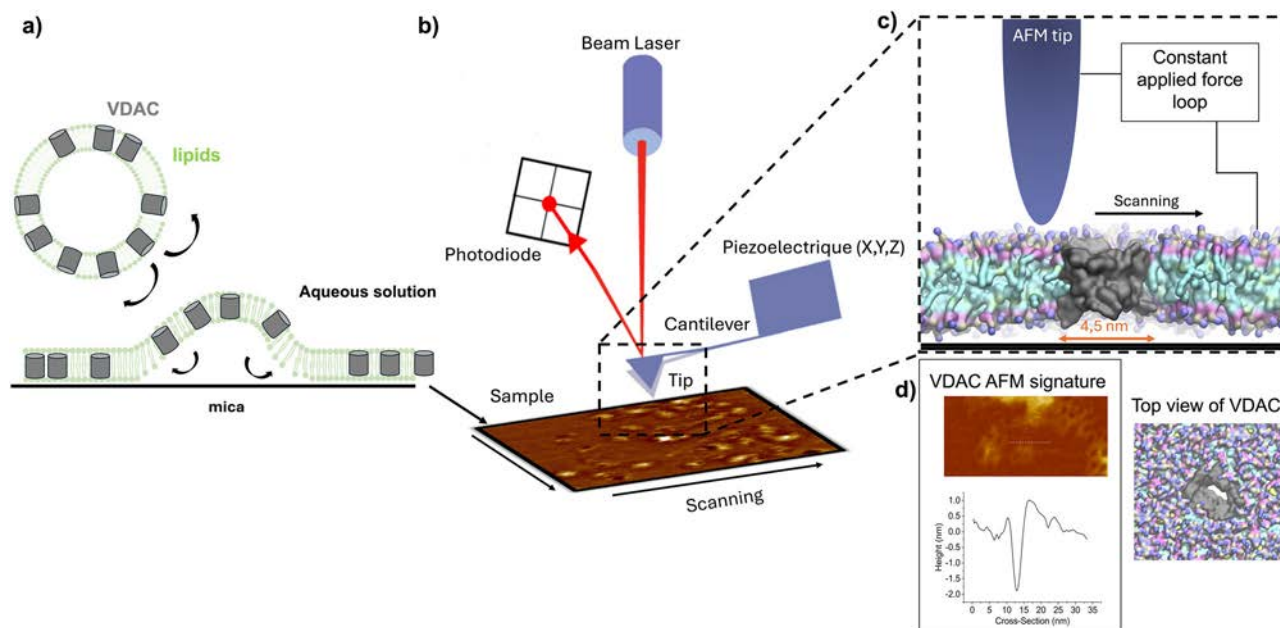 a)
VDAC
lipids
Aqueous solution
mica
b)
Beam Laser
Photodiode
Piezoelectrique (X,Y,Z)
Cantilever
Tip
Sample
Scanning
c)
AFM tip
Constant
applied force
loop
Scanning
4,5 nm
d)
VDAC AFM signature
Height (nm)
1.0
0.5
0.0
-0.5
-1.0
-1.5
-2.0
0 5 10 15 20 25 30 35
Cross-Section (nm)
Top view of VDAC